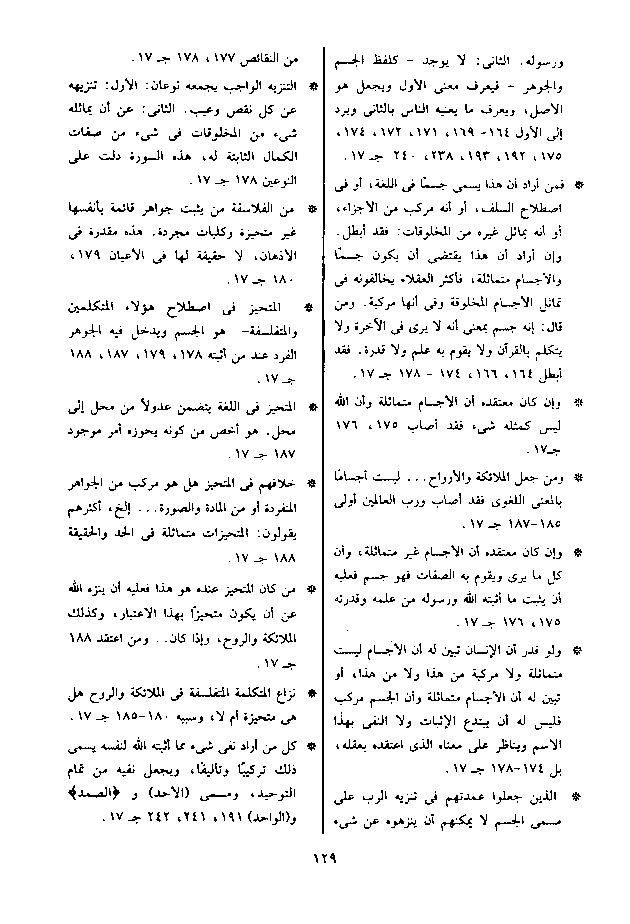 ورسوله. الثانى: لا يوجد - كلفظ الجسم
والجوهر - فيعرف معنى الأول ويجعل هو
الأصل، ويعرف ما يعنيه الناس بالثانى ويرد
إلى الأول ١٦٤- ١٦٩، ١٧١، ١٧٢، ١٧٤،
١٧٥، ١٩٢، ١٩٣، ٢٣٨، ٢٤٠ جـ ١٧.
* فمن أراد أن هذا يسمى جسمًا فى اللغة، أو فى
اصطلاح السلف، أو أنه مركب من الأجزاء،
أو أنه يماثل غيره من المخلوقات: فقد أبطل.
وإن أراد أن هذا يقتضى أن يكون جسمًا
والأجسام متماثلة، فأكثر العقلاء يخالفونه فى
تماثل الأجسام المخلوقة وفى أنها مركبة. ومن
قال: إنه جسم بمعنى أنه لا يرى فى الآخرة ولا
يتكلم بالقرآن ولا يقوم به علم ولا قدرة. فقد
أبطل ١٦٤، ١٦٦، ١٧٤ - ١٧٨ جـ ١٧.
* وإن كان معتقده أن الأجسام متماثلة وأن الله
ليس كمثله شىء فقد أصاب ١٧٥، ١٧٦
جـ١٧.
* ومن جعل الملائكة والأرواح... ليست أجسامًا
بالمعنى اللغوى فقد أصاب ورب العالمين أولى
١٨٥-١٨٧ جـ ١٧.
* وإن كان معتقده أن الأجسام غير متماثلة، وأن
كل ما يرى ويقوم به الصفات فهو جسم فعليه
أن يثبت ما أثبته الله ورسوله من علمه وقدرته
١٧٥، ١٧٦ جـ ١٧.
* ولو قدر أن الإنسان تبين له أن الأجسام ليست
متماثلة ولا مركبة من هذا ولا من هذا، أو
تبين له أن الأجسام متماثلة وأن الجسم مركب
فليس له أن يبتدع الإثبات ولا النفى بهذا
الاسم ويناظر على معناه الذى اعتقده بعقله،
بل ١٧٤-١٧٨ جـ ١٧.
* الذين جعلوا عمدتهم فى تنزيه الرب على
مسمى الجسم لا يمكنهم أن ينزهوه عن شىء
من النقائص ١٧٧، ١٧٨ جـ ١٧.
* التنزيه الواجب يجمعه نوعان: الأول: تنزيهه
عن كل نقص وعيب. الثانى: عن أن يماثله
شىء من المخلوقات فى شىء من صفات
الكمال الثابتة له، هذه السورة دلت على
النوعين ١٧٨ جـ ١٧.
* من الفلاسفة من يثبت جواهر قائمة بأنفسها
غير متحيزة وكليات مجردة. هذه مقدرة فى
الأذهان، لا حقيقة لها فى الأعيان ١٧٩،
١٨٠ جـ ١٧.
* المتحيز فى اصطلاح هؤلاء المتكلمين
والمتفلسفة- هو الجسم ويدخل فيه الجوهر
الفرد عند من أثبته ١٧٨، ١٧٩، ١٨٧، ١٨٨
جـ ١٧.
* المتحيز فى اللغة يتضمن عدولاً من محل إلى
محل. هو أخص من كونه يحوزه أمر موجود
١٨٧ جـ ١٧.
* خلافهم فى المتحيز هل هو مركب من الجواهر
المنفردة أو من المادة والصورة... إلخ، أكثرهم
يقولون: المتحيزات متماثلة فى الحد والحقيقة
١٨٨ جـ ١٧.
* من كان المتحيز عنده هو هذا فعليه أن ينزه الله
عن أن يكون متحيزًا بهذا الاعتبار، وكذلك
الملائكة والروح، وإذا كان.. ومن اعتقد ١٨٨
جـ ١٧.
* نزاع المتكلمة المتفلسفة فى الملائكة والروح هل
هى متحيزة أم لا، وسببه ١٨٠-١٨٥ جـ ١٧.
* كل من أراد نفى شىء مما أثبته الله لنفسه يسمى
ذلك تركيبًا وتأليفًا، ويجعل نفيه من تمام
التوحيد، ومسمى (الأحد) و ﴿الصمد﴾
و(الواحد) ١٩١، ٢٤١، ٢٤٢ جـ ١٧.
١٢٩